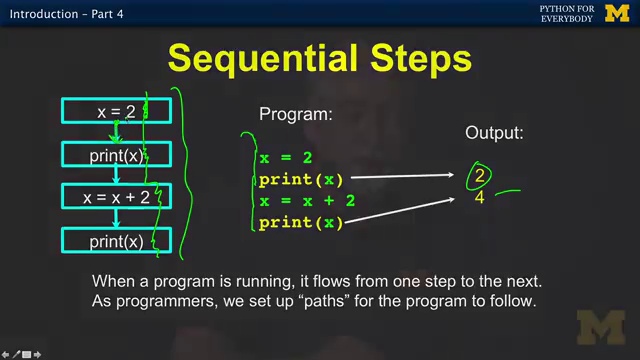 Introduction – Part 4
PYTHON FOR
EVERYBODY
M
Sequential Steps
x = 2
print(x)
x = x + 2
print(x)
Program:
x = 2
print(x)
x = x + 2
print(x)
Output:
2
4
When a program is running, it flows from one step to the next.
As programmers, we set up “paths” for the program to follow.
M